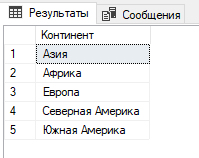 Результаты Сообщения
Континент
1 Азия
2 Африка
3 Европа
4 Северная Америка
5 Южная Америка